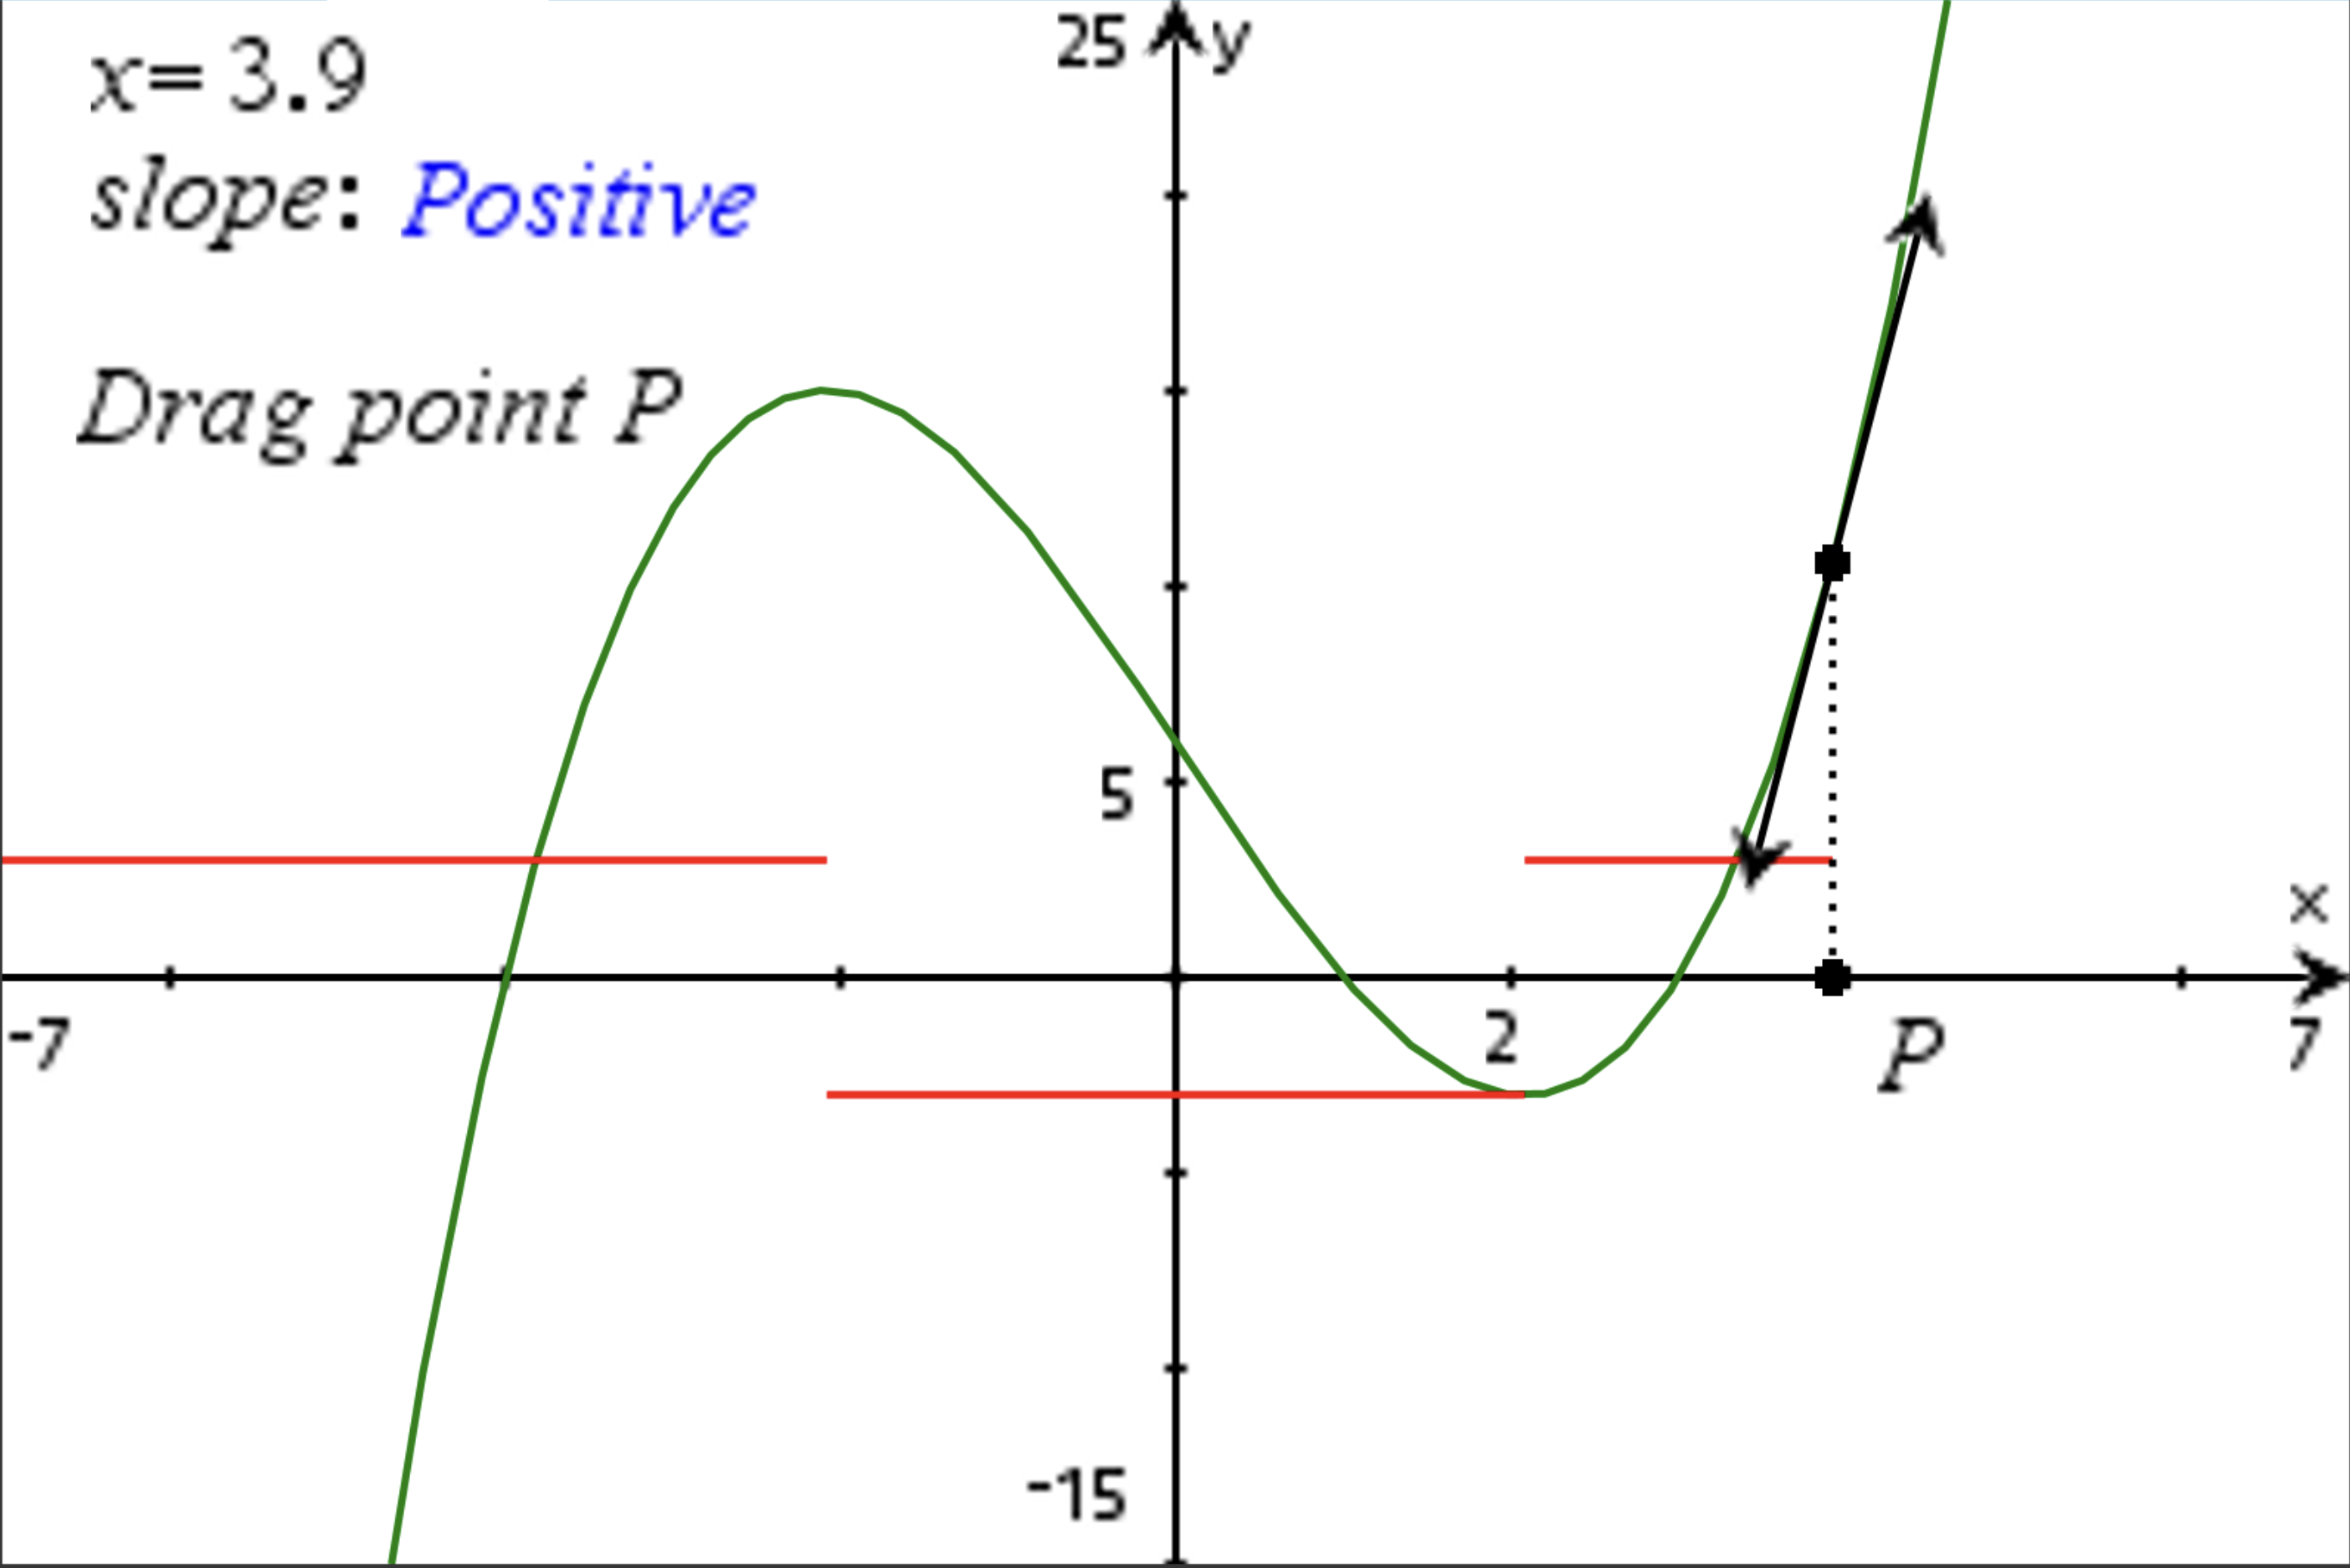 x= 3.9
slope: Positive
Drag point P
25
y
5
x
-7
2
P
7
-15